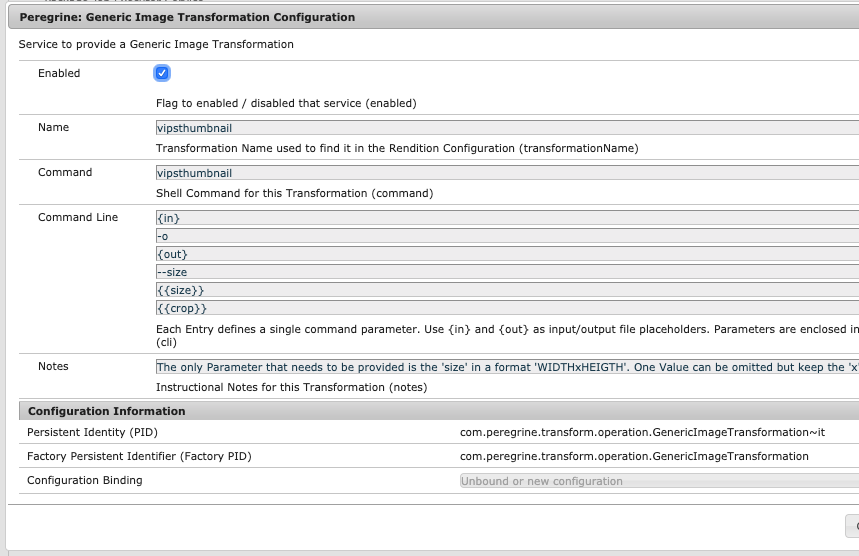 Peregrine: Generic Image Transformation Configuration
Service to provide a Generic Image Transformation
Enabled
Flag to enabled / disabled that service (enabled)
Name
vipsthumbnail
Transformation Name used to find it in the Rendition Configuration (transformationName)
Command
vipsthumbnail
Shell Command for this Transformation (command)
Command Line
{in}
-o
{out}
--size
{{size}}
{{crop}}
Each Entry defines a single command parameter. Use {in} and {out} as input/output file placeholders. Parameters are enclosed in
(cli)
Notes
The only Parameter that needs to be provided is the 'size' in a format 'WIDTHxHEIGTH'. One Value can be omitted but keep the 'x'
Instructional Notes for this Transformation (notes)
Configuration Information
Persistent Identity (PID) com.peregrine.transform.operation.GenericImageTransformation~it
Factory Persistent Identifier (Factory PID) com.peregrine.transform.operation.GenericImageTransformation
Configuration Binding Unbound or new configuration